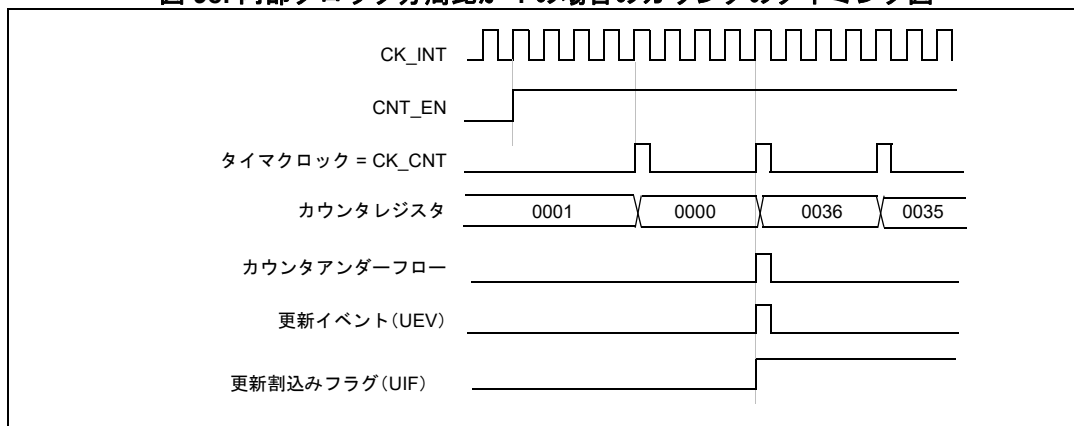 CK_INT
CNT_EN
タイマクロック = CK_CNT
カウンタレジスタ 0001 0000 0036 0035
カウンタアンダーフロー
更新イベント(UEV)
更新割込みフラグ(UIF)